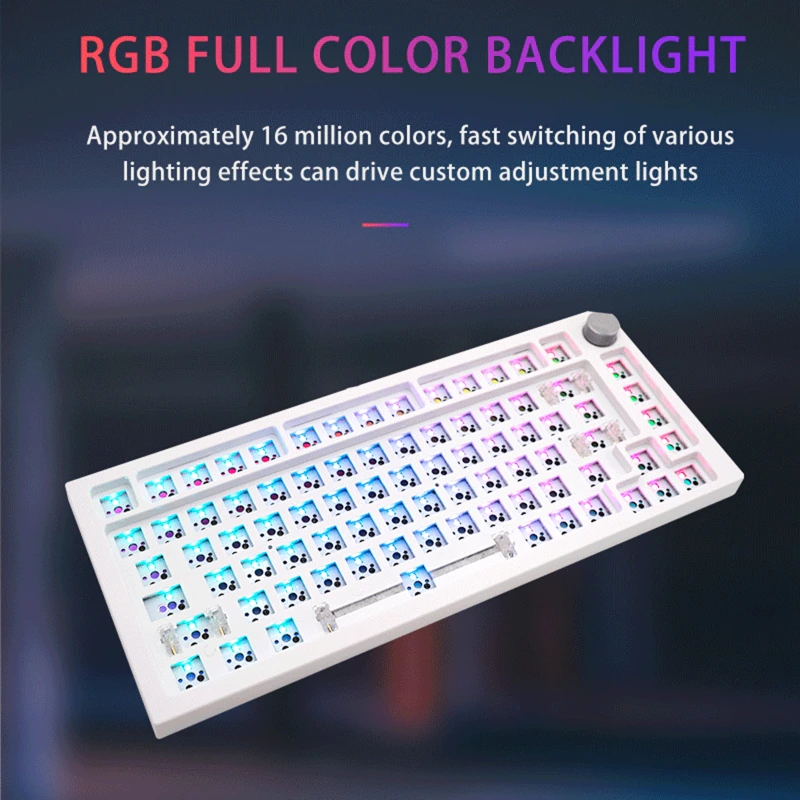 RGB FULL COLOR BACKLIGHT
Approximately 16 million colors, fast switching of various
lighting effects can drive custom adjustment lights